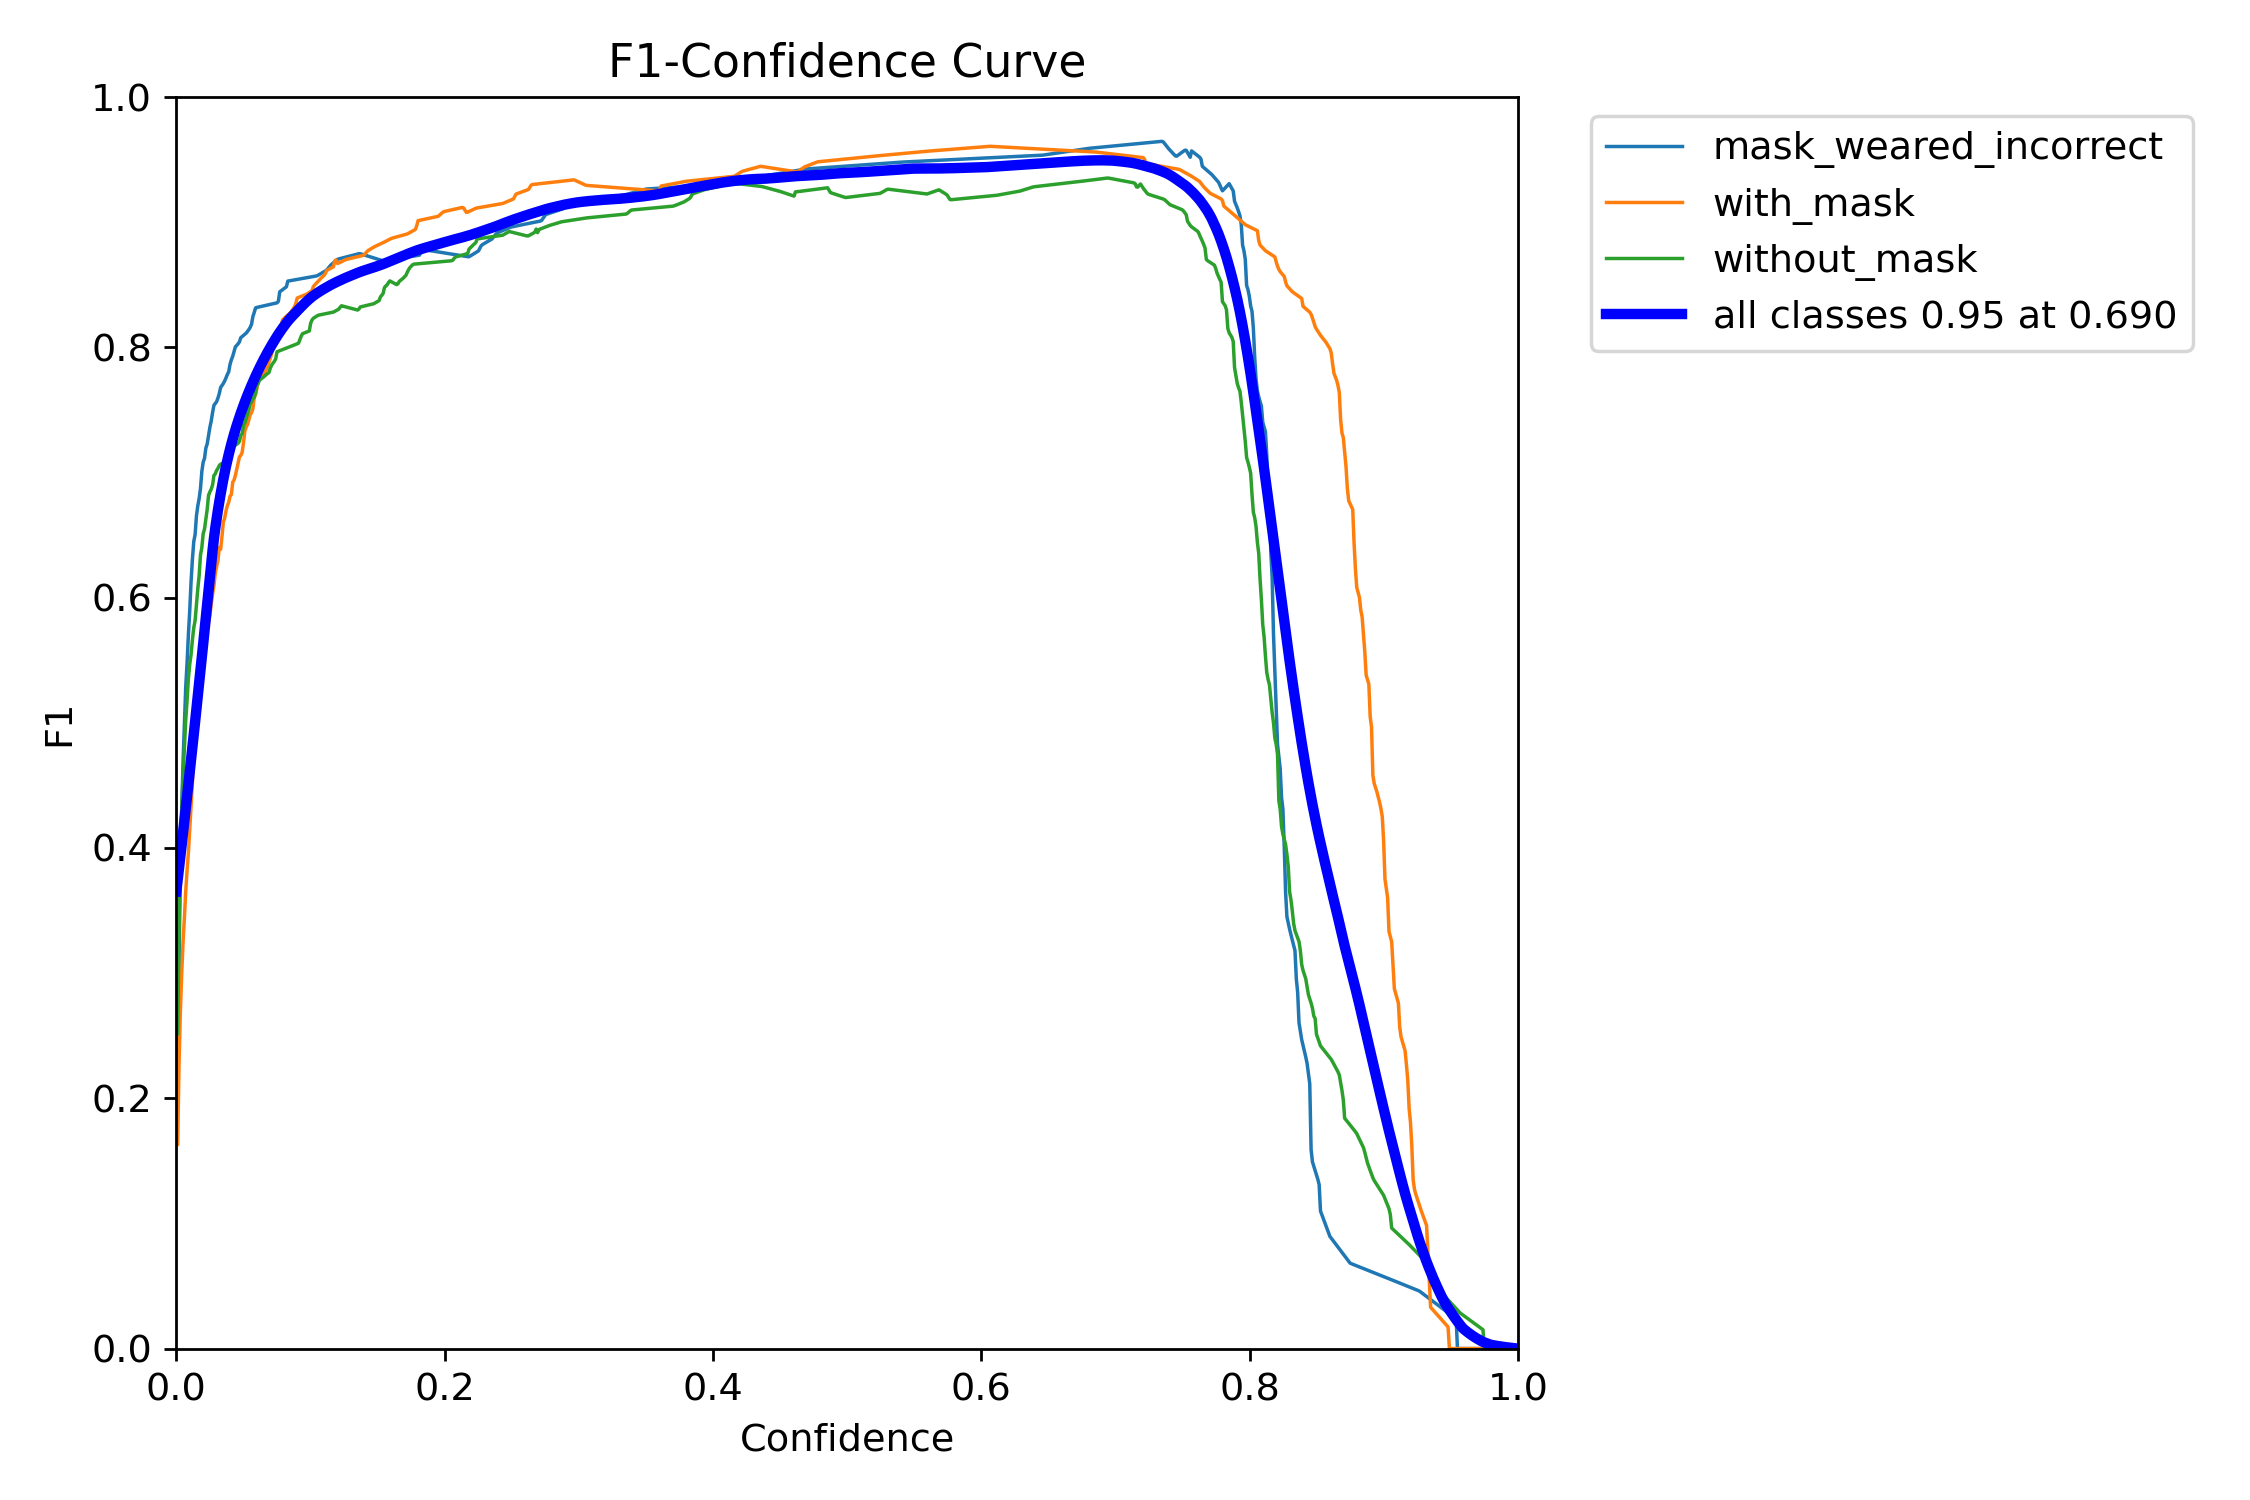 F1-Confidence Curve
1.0
0.8
0.6
0.4
0.2
0.0
F1
0.0 0.2 0.4 0.6 0.8 1.0
Confidence
mask_weared_incorrect
with_mask
without_mask
all classes 0.95 at 0.690